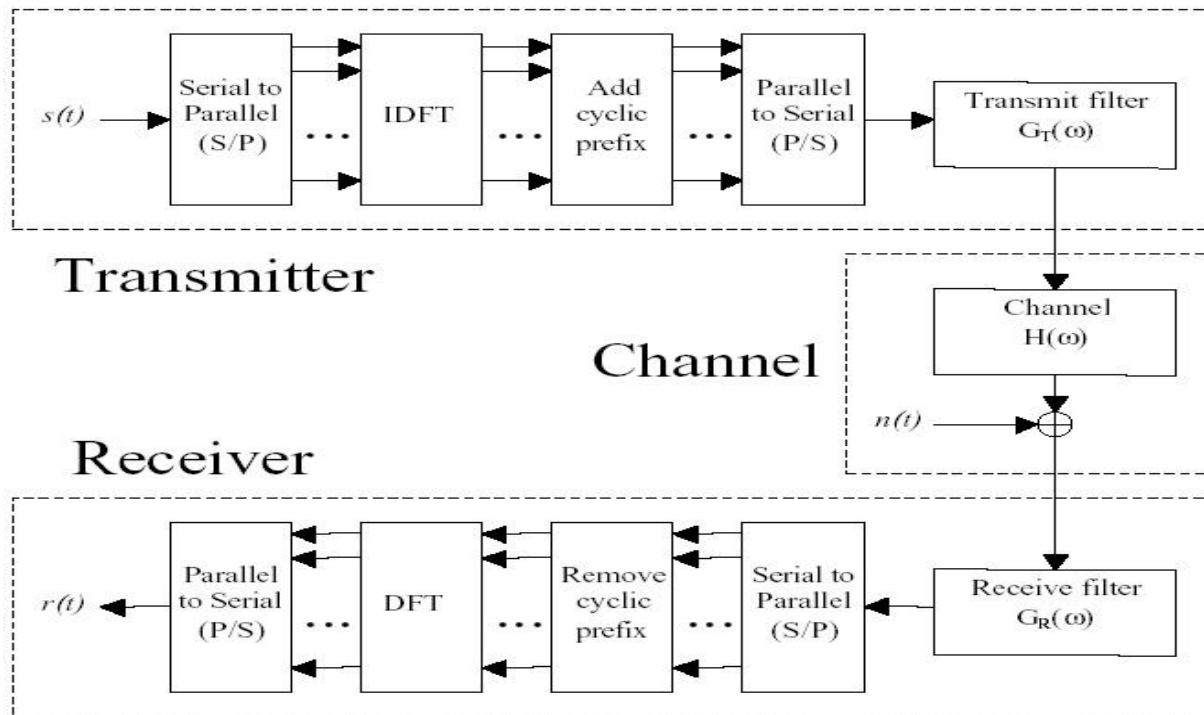 s(t)
Serial to
Parallel
(S/P)
...
IDFT
...
Add
cyclic
prefix
...
Parallel
to Serial
(P/S)
Transmit filter
G_T(ω)
Transmitter
Channel
H(ω)
Channel
n(t)
Receiver
r(t)
Parallel
to Serial
(P/S)
...
DFT
...
Remove
cyclic
prefix
...
Serial to
Parallel
(S/P)
Receive filter
G_R(ω)